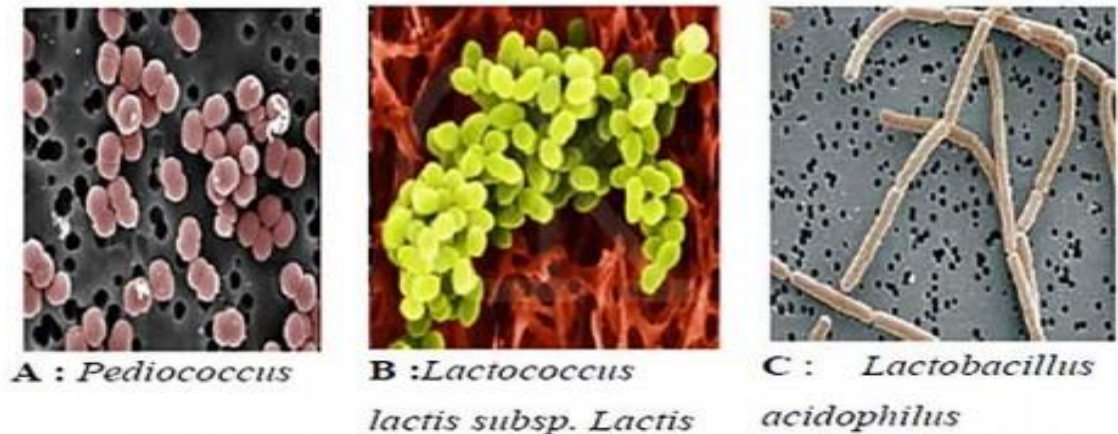 A : Pediococcus
B :Lactococcus
lactis subsp. Lactis
C : Lactobacillus
acidophilus